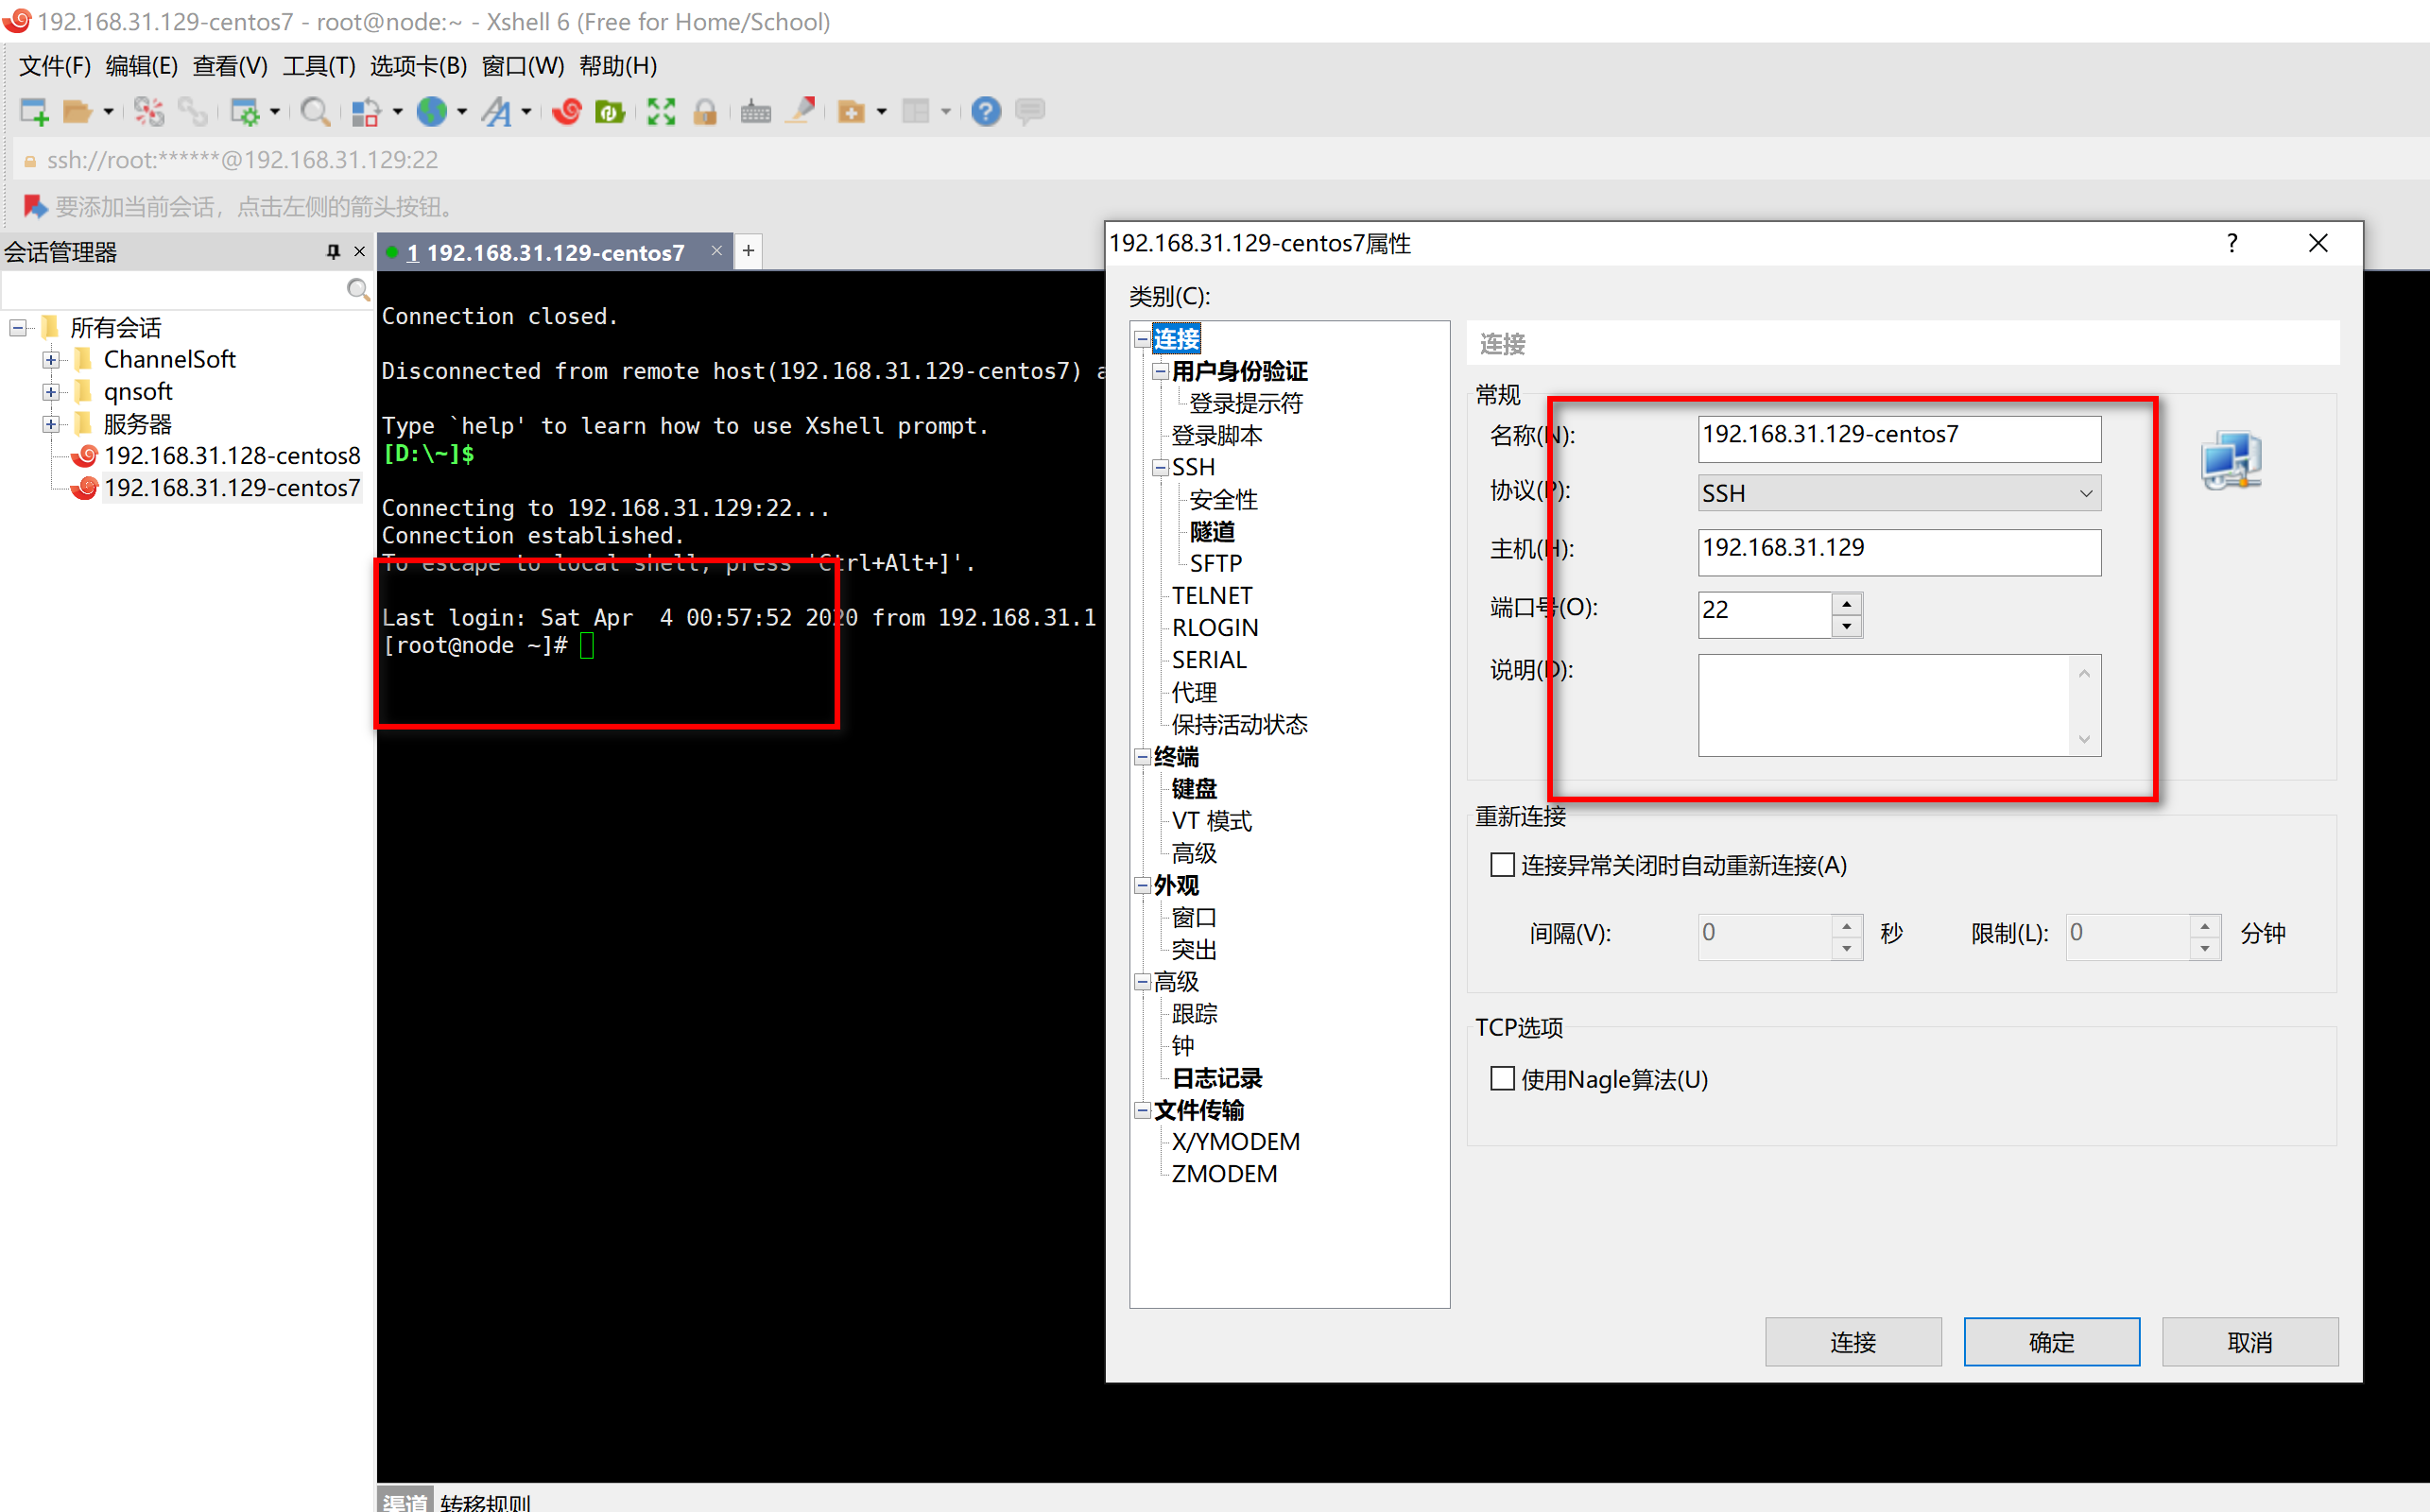 192.168.31.129-centos7 - root@node:~ - Xshell 6 (Free for Home/School)
文件(F) 编辑(E) 查看(V) 工具(T) 选项卡(B) 窗口(W) 帮助(H)
ssh://root:******@192.168.31.129:22
要添加当前会话，点击左侧的箭头按钮。
会话管理器
所有会话
ChannelSoft
qnsoft
服务器
192.168.31.128-centos8
192.168.31.129-centos7
1 192.168.31.129-centos7
Connection closed.
Disconnected from remote host(192.168.31.129-centos7) a
Type `help' to learn how to use Xshell prompt.
[D:\~]$
Connecting to 192.168.31.129:22...
Connection established.
To escape to local shell, press 'Ctrl+Alt+]'.
Last login: Sat Apr  4 00:57:52 2020 from 192.168.31.1
[root@node ~]#
渠道 转移规则
192.168.31.129-centos7属性
类别(C):
连接
用户身份验证
登录提示符
登录脚本
SSH
安全性
隧道
SFTP
TELNET
RLOGIN
SERIAL
代理
保持活动状态
终端
键盘
VT 模式
高级
外观
窗口
突出
高级
跟踪
钟
日志记录
文件传输
X/YMODEM
ZMODEM
连接
常规
名称(N): 192.168.31.129-centos7
协议(P): SSH
主机(H): 192.168.31.129
端口号(O): 22
说明(D):
重新连接
连接异常关闭时自动重新连接(A)
间隔(V): 0 秒 限制(L): 0 分钟
TCP选项
使用Nagle算法(U)
连接 确定 取消